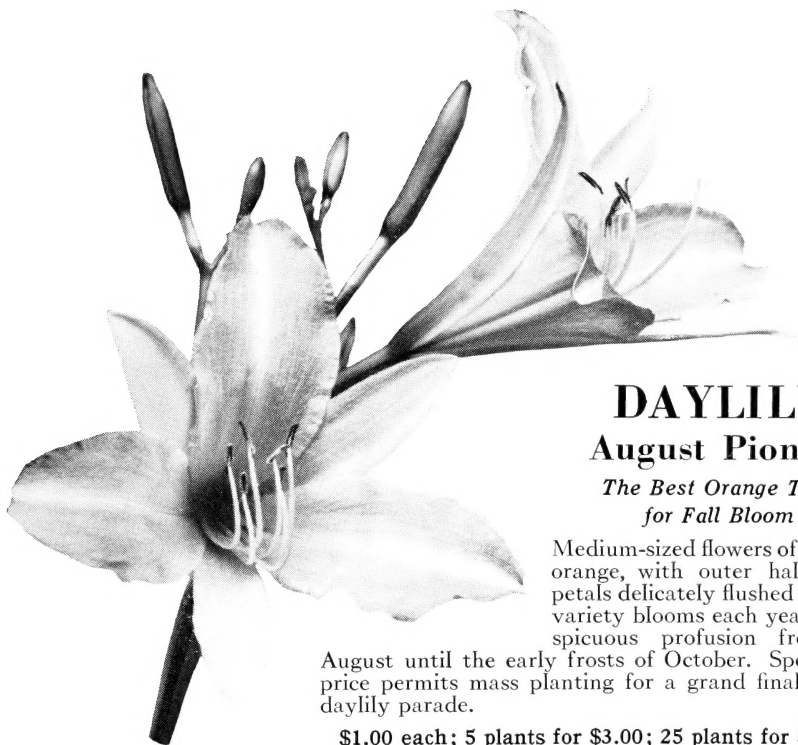 DAYLIL
August Pion
The Best Orange T
for Fall Bloom
Medium-sized flowers of
orange, with outer hal
petals delicately flushed
variety blooms each yea
spicuous profusion fr
August until the early frosts of October. Spe
price permits mass planting for a grand final
daylily parade.
$1.00 each; 5 plants for $3.00; 25 plants for